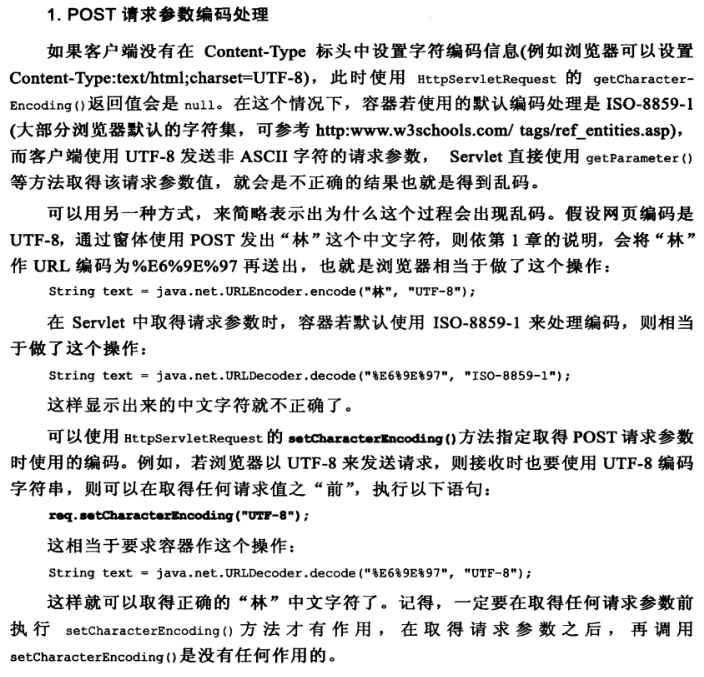 1. POST 请求参数编码处理
如果客户端没有在 Content-Type 标头中设置字符编码信息(例如浏览器可以设置
Content-Type:text/html;charset=UTF-8)，此时使用 HttpServletRequest 的 getCharacter-
Encoding()返回值会是 null。在这个情况下，容器若使用的默认编码处理是 ISO-8859-1
(大部分浏览器默认的字符集，可参考 http:www.w3schools.com/ tags/ref_entities.asp)，
而客户端使用 UTF-8 发送非 ASCII 字符的请求参数， Servlet 直接使用 getParameter()
等方法取得该请求参数值，就会是不正确的结果也就是得到乱码。
可以用另一种方式，来简略表示出为什么这个过程会出现乱码。假设网页编码是
UTF-8，通过窗体使用 POST 发出“林”这个中文字符，则依第 1 章的说明，会将“林”
作 URL 编码为%E6%9E%97 再送出，也就是浏览器相当于做了这个操作：
String text = java.net.URLEncoder.encode("林", "UTF-8");
在 Servlet 中取得请求参数时，容器若默认使用 ISO-8859-1 来处理编码，则相当
于做了这个操作：
String text = java.net.URLDecoder.decode("%E6%9E%97", "ISO-8859-1");
这样显示出来的中文字符就不正确了。
可以使用 HttpServletRequest 的 setCharacterEncoding()方法指定取得 POST 请求参数
时使用的编码。例如，若浏览器以 UTF-8 来发送请求，则接收时也要使用 UTF-8 编码
字符串，则可以在取得任何请求值之“前”，执行以下语句：
req.setCharacterEncoding("UTF-8");
这相当于要求容器作这个操作：
String text = java.net.URLDecoder.decode("%E6%9E%97", "UTF-8");
这样就可以取得正确的“林”中文字符了。记得，一定要在取得任何请求参数前
执行 setCharacterEncoding()方法才有作用，在取得请求参数之后，再调用
setCharacterEncoding()是没有任何作用的。